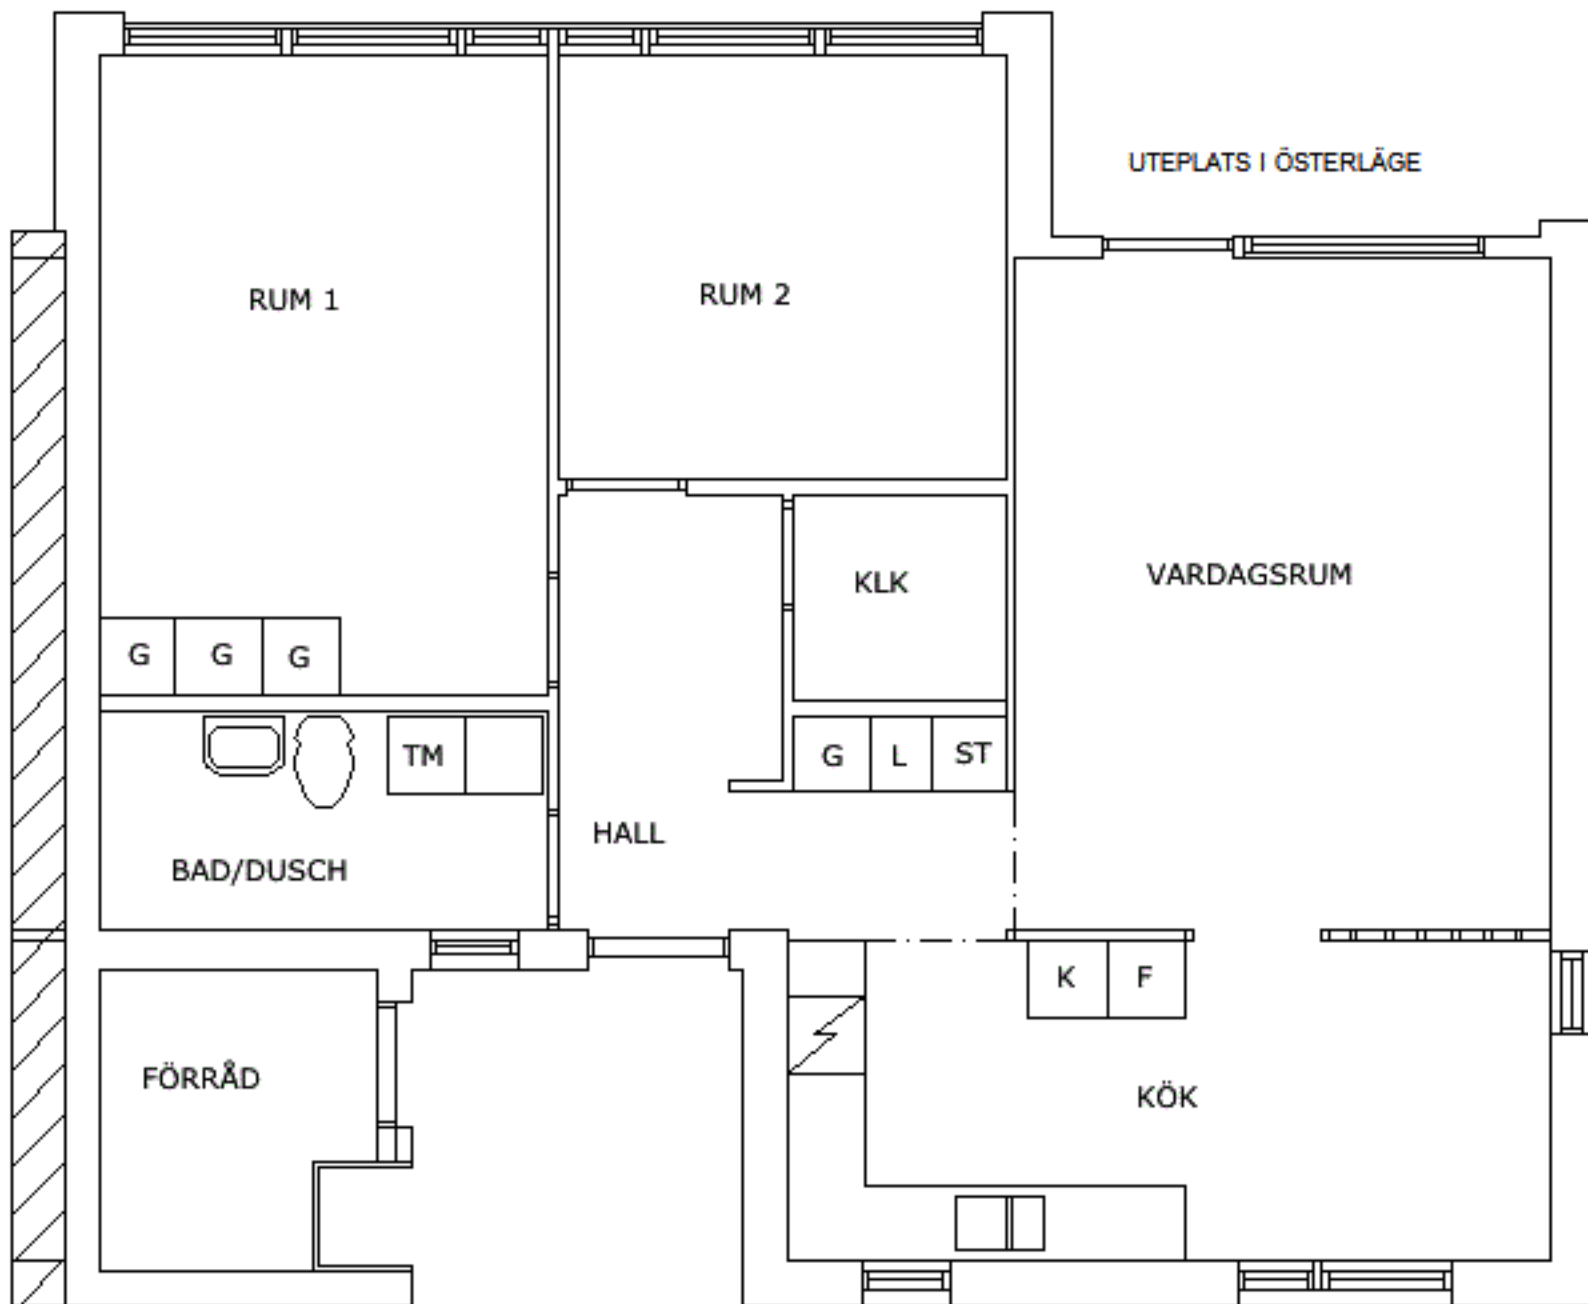 UTEPLATS I ÖSTERLÄGE
RUM 1
RUM 2
VARDAGSRUM
KLK
G G G
G L ST
TM
HALL
BAD/DUSCH
K F
FÖRRÅD
KÖK